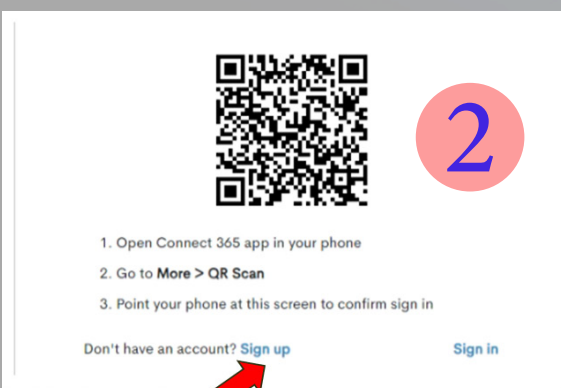 2
1. Open Connect 365 app in your phone
2. Go to More > QR Scan
3. Point your phone at this screen to confirm sign in
Don't have an account? Sign up Sign in